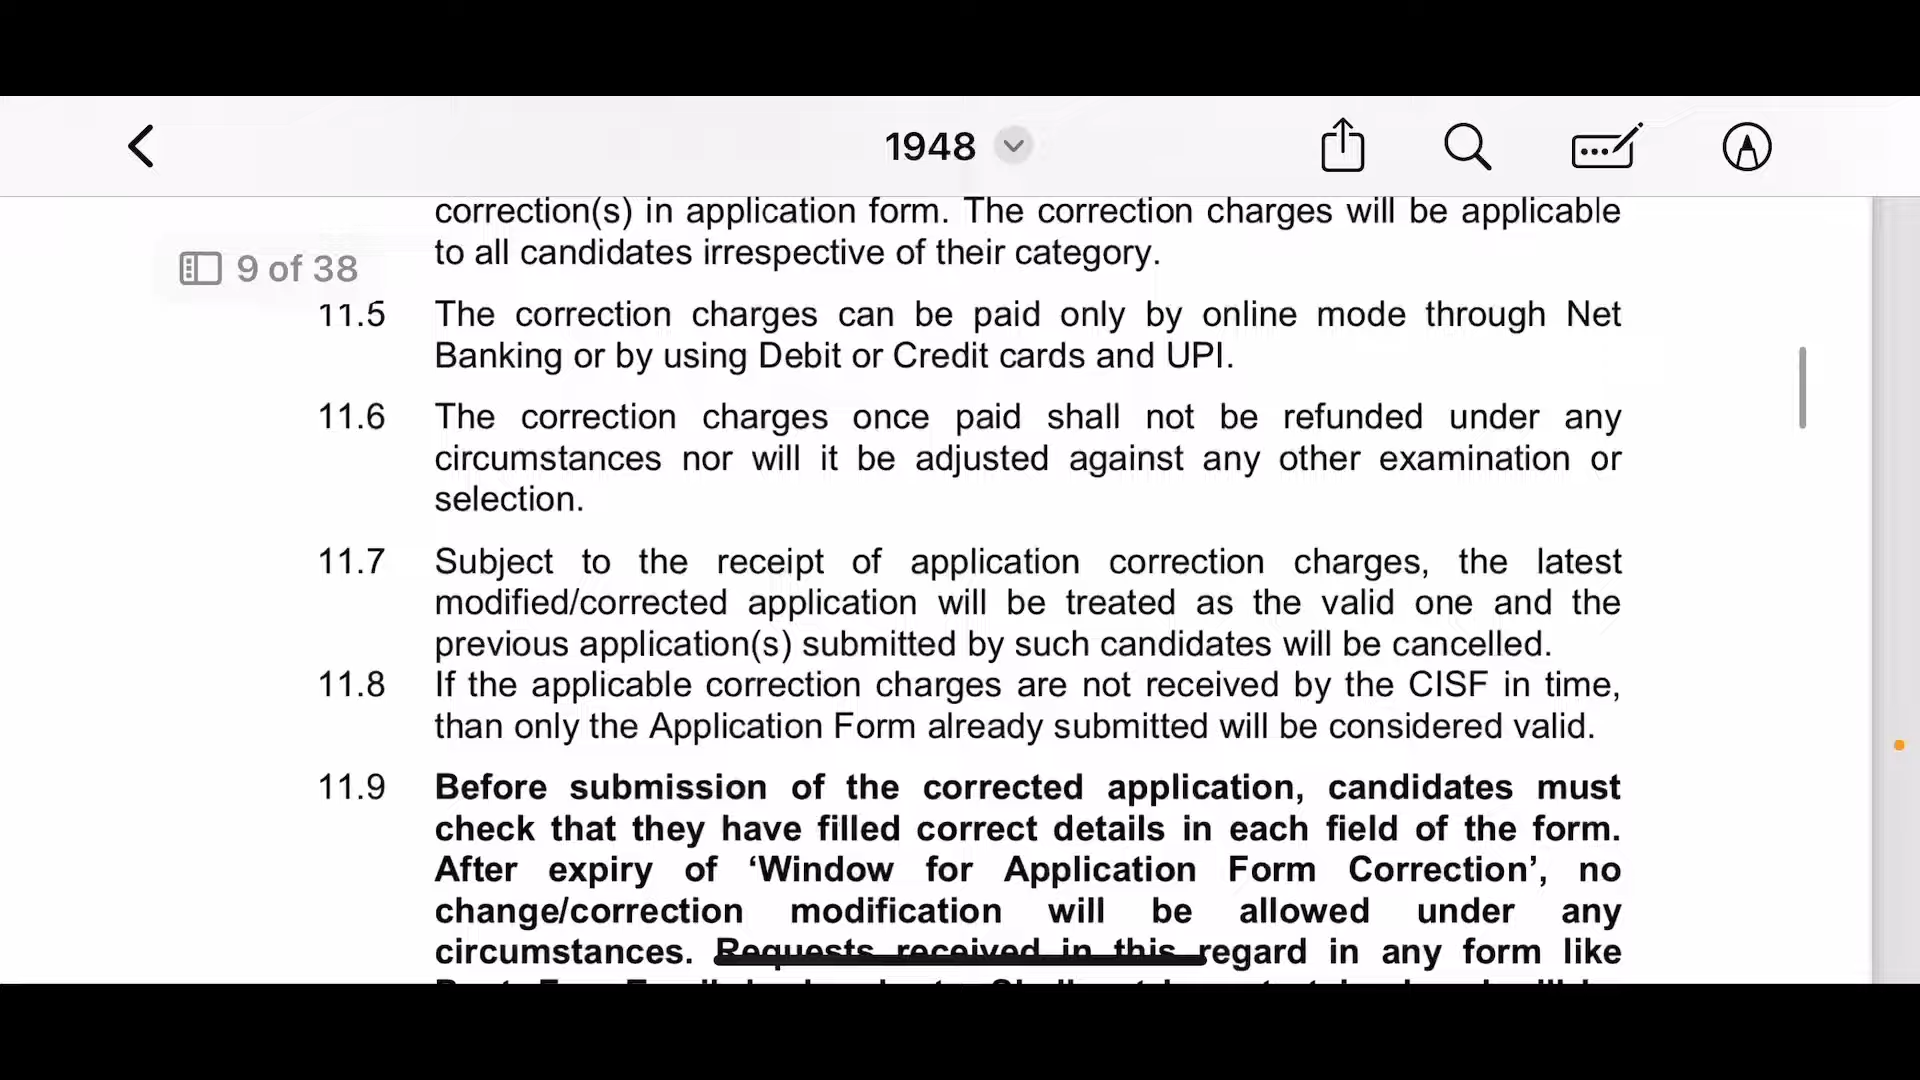 1948
correction(s) in application form. The correction charges will be applicable
to all candidates irrespective of their category.
9 of 38
11.5 The correction charges can be paid only by online mode through Net
Banking or by using Debit or Credit cards and UPI.
11.6 The correction charges once paid shall not be refunded under any
circumstances nor will it be adjusted against any other examination or
selection.
11.7 Subject to the receipt of application correction charges, the latest
modified/corrected application will be treated as the valid one and the
previous application(s) submitted by such candidates will be cancelled.
11.8 If the applicable correction charges are not received by the CISF in time,
than only the Application Form already submitted will be considered valid.
11.9 Before submission of the corrected application, candidates must
check that they have filled correct details in each field of the form.
After expiry of ‘Window for Application Form Correction’, no
change/correction modification will be allowed under any
circumstances. Requests received in this regard in any form like